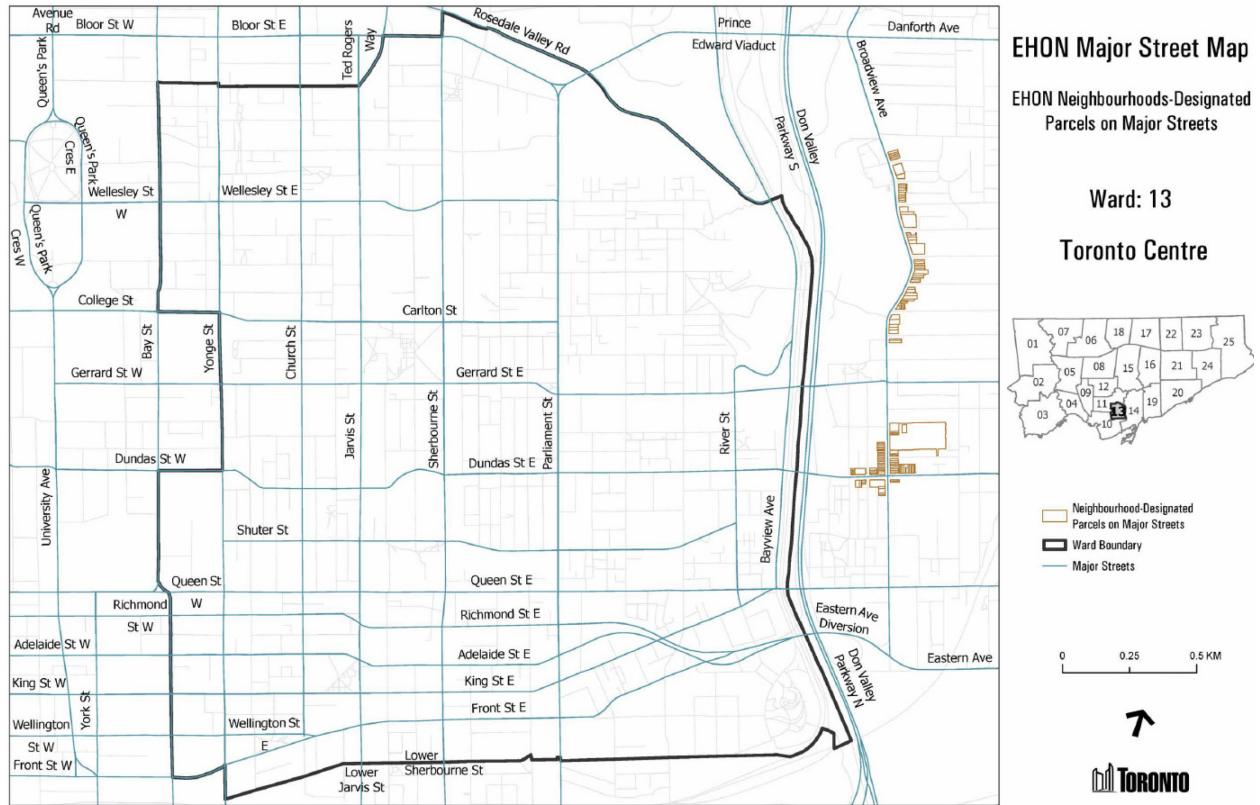 Avenue
Rd
Bloor St W
Bloor St E
Ted Rogers
Way
Rosedale Valley Rd
Prince
Edward Viaduct
Danforth Ave
Broadview Ave
Queen's Park
Queen's Park
Cres E
Don Valley
Parkway S
Wellesley St
W
Wellesley St E
Queen's Park
Cres W
College St
Carlton St
Bay St
Yonge St
Church St
Gerrard St W
Gerrard St E
Jarvis St
Sherbourne St
Parliament St
River St
Dundas St W
Dundas St E
University Ave
Shuter St
Bayview Ave
Queen St
W
Queen St E
Richmond
St W
Richmond St E
Eastern Ave
Diversion
Adelaide St W
Adelaide St E
Eastern Ave
King St W
King St E
Don Valley
Parkway N
York St
Front St E
Wellington
St W
Wellington St
E
Front St W
Lower
Jarvis St
Lower
Sherbourne St
EHON Major Street Map
EHON Neighbourhoods-Designated
Parcels on Major Streets
Ward: 13
Toronto Centre
01
07
06
18
17
22
23
25
02
05
08
15
16
21
24
03
04
09
12
11
13
14
19
20
10
Neighbourhood-Designated
Parcels on Major Streets
Ward Boundary
Major Streets
0
0.25
0.5 KM
TORONTO